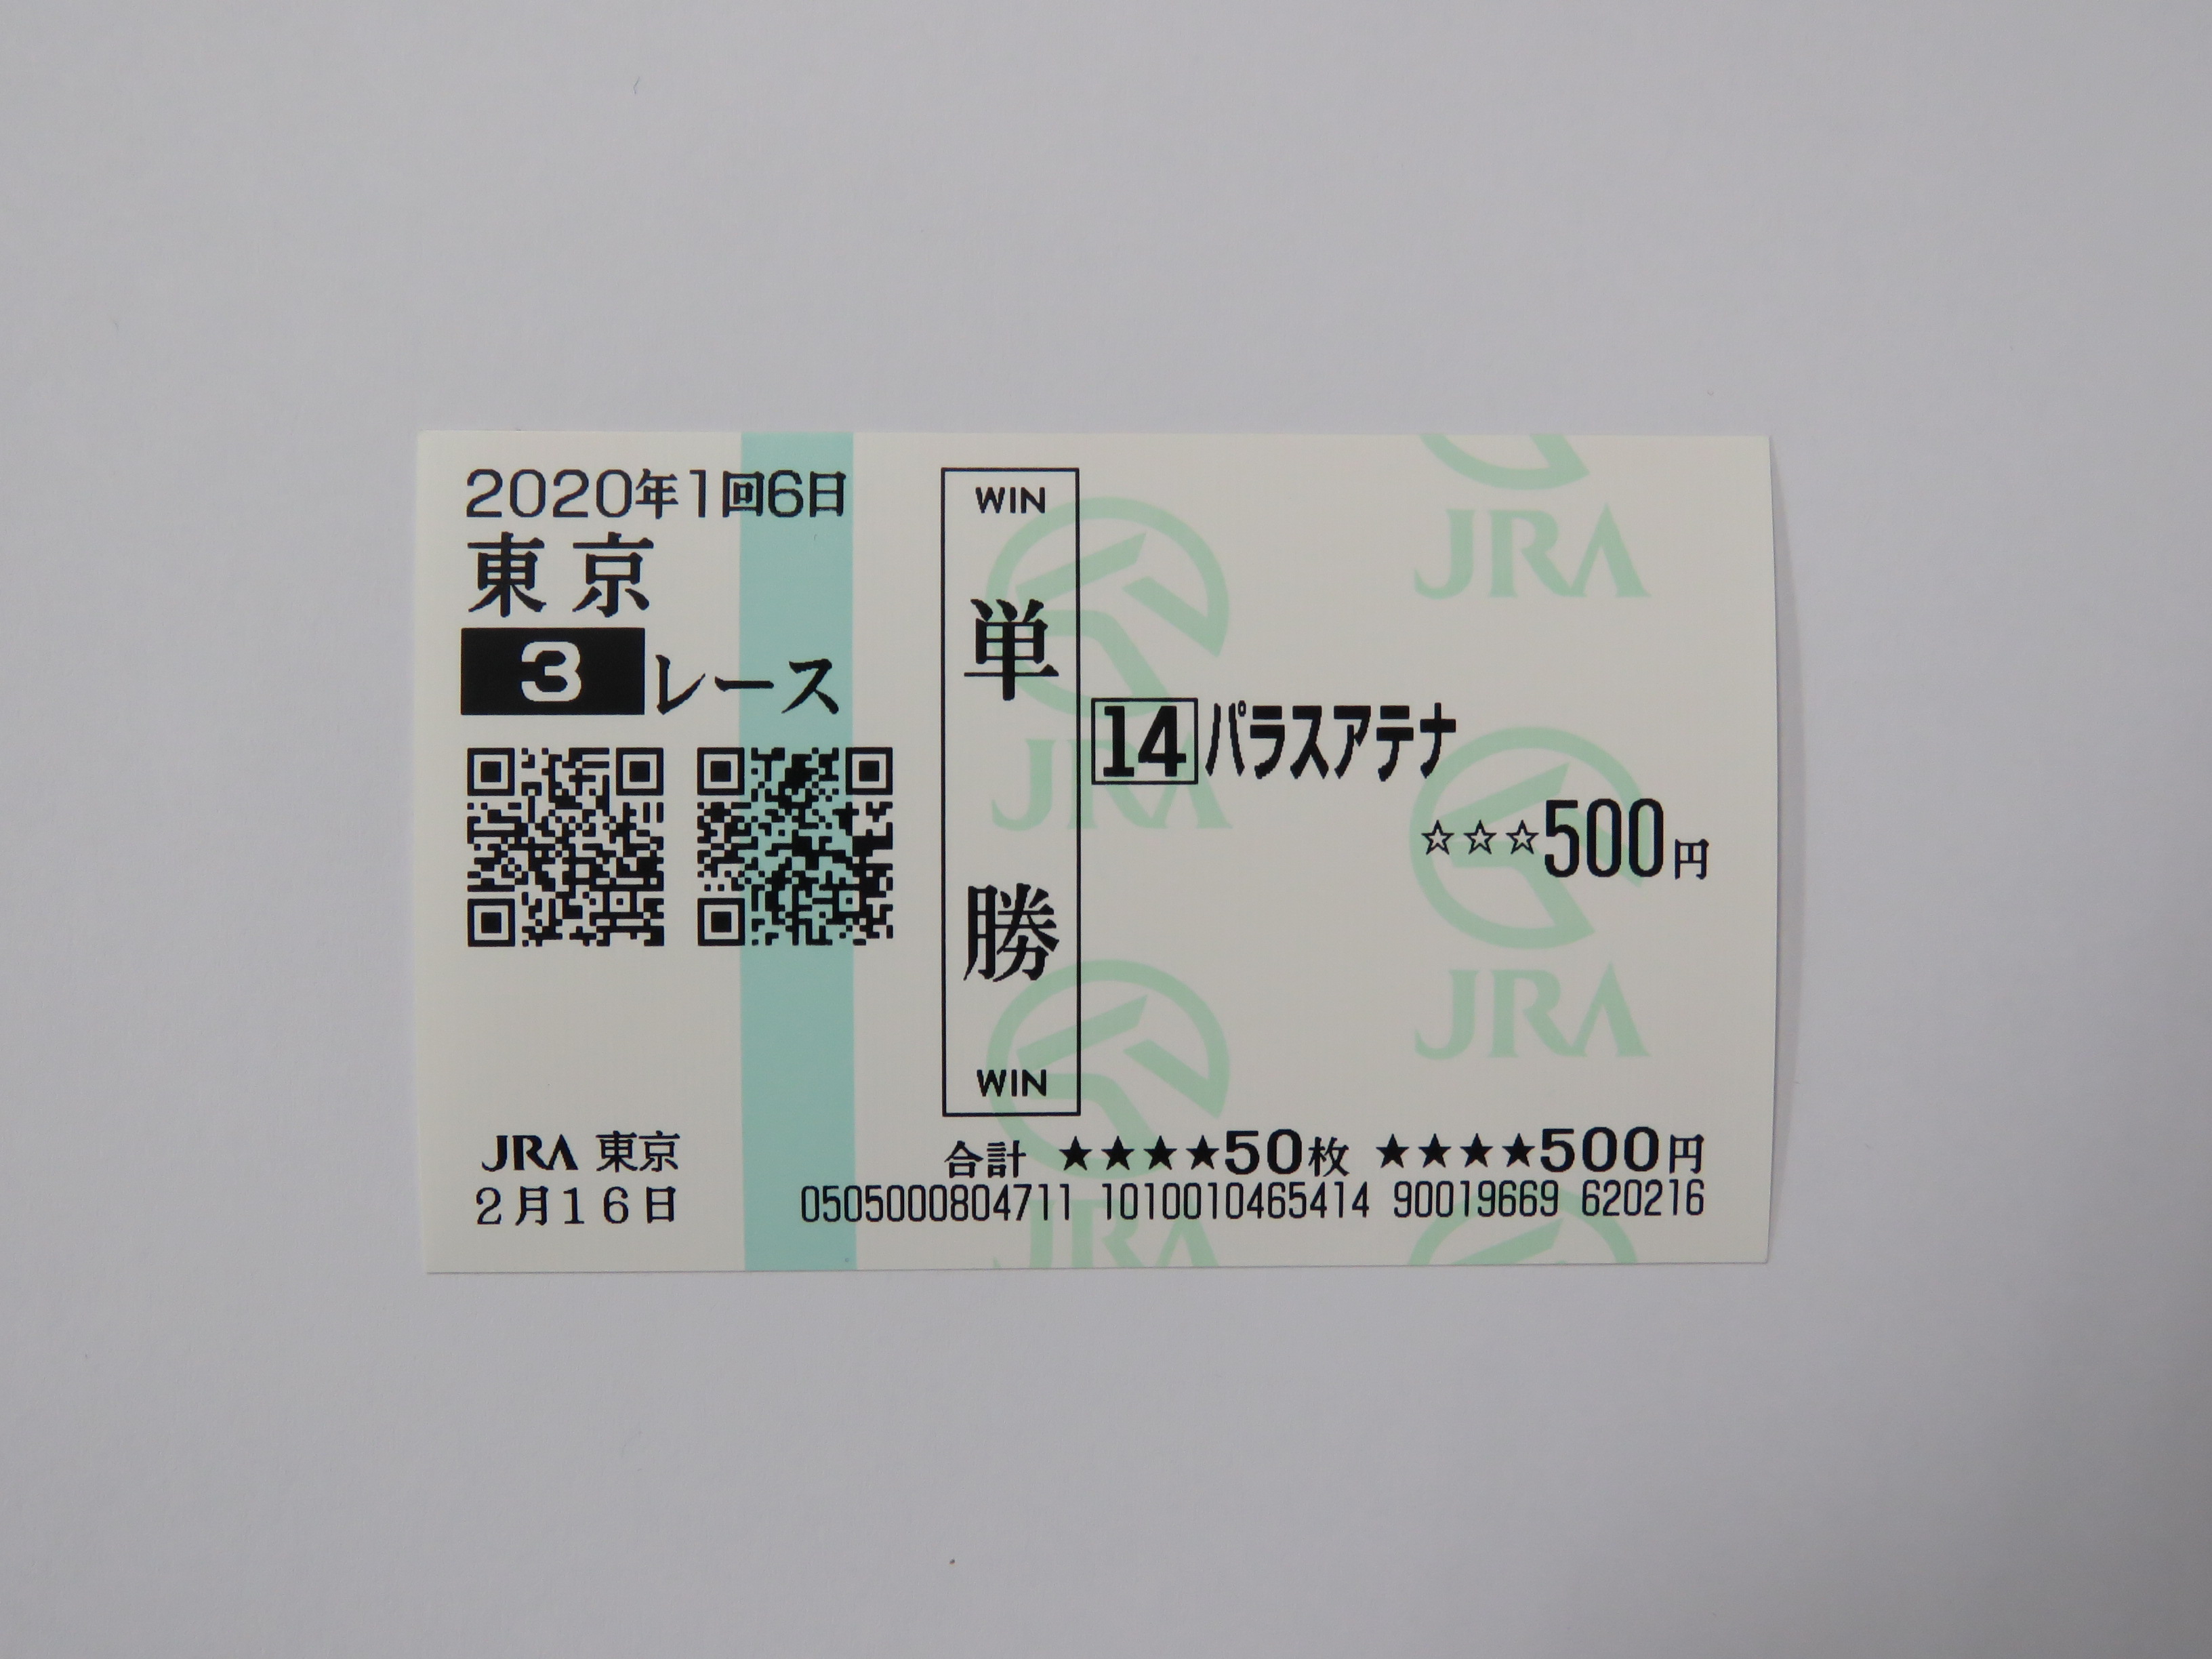 2020年1回6日
東京
3レース
WIN
単勝
WIN
14 パラスアテナ
☆☆☆500円
JRA 東京
2月16日
合計 ★★★★50枚 ★★★★500円
0505000804711 1010010465414 90019669 620216
JRA
JRA
JRA
JRA